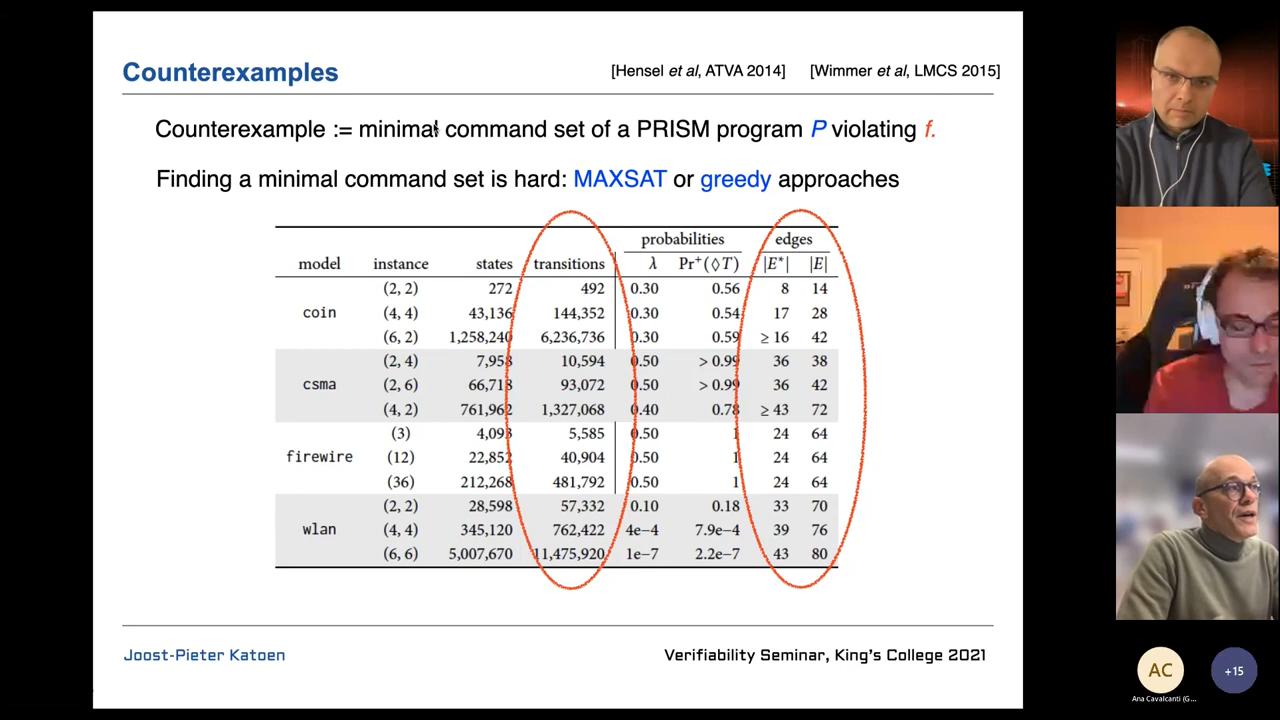 Counterexamples
[Hensel et al, ATVA 2014] [Wimmer et al, LMCS 2015]
Counterexample := minimal command set of a PRISM program P violating f.
Finding a minimal command set is hard: MAXSAT or greedy approaches
probabilities edges
model instance states transitions λ Pr⁺(◊T) |E*| |E|
(2, 2) 272 492 0.30 0.56 8 14
coin (4, 4) 43,136 144,352 0.30 0.54 17 28
(6, 2) 1,258,240 6,236,736 0.30 0.59 ≥ 16 42
(2, 4) 7,958 10,594 0.50 > 0.99 36 38
csma (2, 6) 66,718 93,072 0.50 > 0.99 36 42
(4, 2) 761,962 1,327,068 0.40 0.78 ≥ 43 72
(3) 4,093 5,585 0.50 1 24 64
firewire (12) 22,852 40,904 0.50 1 24 64
(36) 212,268 481,792 0.50 1 24 64
(2, 2) 28,598 57,332 0.10 0.18 33 70
wlan (4, 4) 345,120 762,422 4e−4 7.9e−4 39 76
(6, 6) 5,007,670 11,475,920 1e−7 2.2e−7 43 80
Joost-Pieter Katoen
Verifiability Seminar, King's College 2021
AC
+15
Ana Cavalcanti (G...